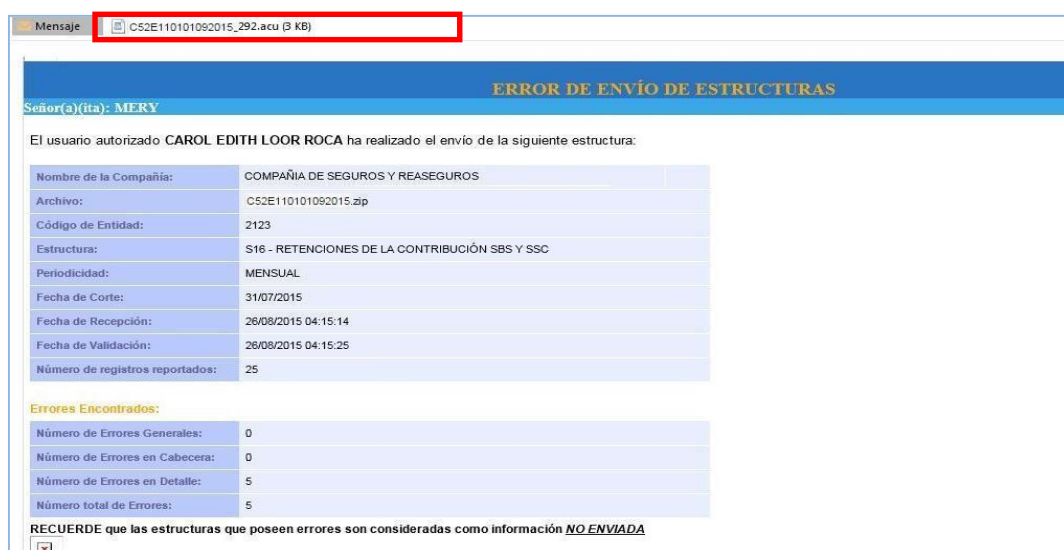 Mensaje C52E110101092015_292.acu (3 KB)
ERROR DE ENVÍO DE ESTRUCTURAS
Señor(a)(ita): MERY
El usuario autorizado CAROL EDITH LOOR ROCA ha realizado el envío de la siguiente estructura:
Nombre de la Compañía: COMPAÑIA DE SEGUROS Y REASEGUROS
Archivo: C52E110101092015.zip
Código de Entidad: 2123
Estructura: S16 - RETENCIONES DE LA CONTRIBUCIÓN SBS Y SSC
Periodicidad: MENSUAL
Fecha de Corte: 31/07/2015
Fecha de Recepción: 26/08/2015 04:15:14
Fecha de Validación: 26/08/2015 04:15:25
Número de registros reportados: 25
Errores Encontrados:
Número de Errores Generales: 0
Número de Errores en Cabecera: 0
Número de Errores en Detalle: 5
Número total de Errores: 5
RECUERDE que las estructuras que poseen errores son consideradas como información NO ENVIADA